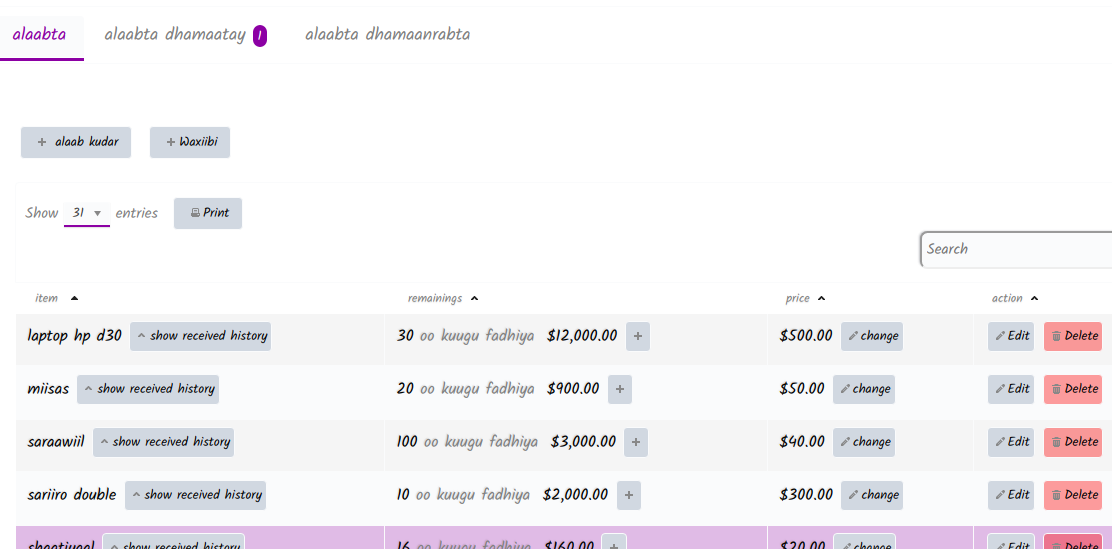 alaabta alaabta dhamaatay 1 alaabta dhamaanrabta
+ alaab kudar + Waxiibi
Show 31 entries Print
Search
item remainings price action
laptop hp d30 show received history 30 oo kuugu fadhiya $12,000.00 + $500.00 change Edit Delete
miisas show received history 20 oo kuugu fadhiya $900.00 + $50.00 change Edit Delete
saraawiil show received history 100 oo kuugu fadhiya $3,000.00 + $40.00 change Edit Delete
sariiro double show received history 10 oo kuugu fadhiya $2,000.00 + $300.00 change Edit Delete
show received history 16 oo kuugu fadhiya $160.00 + $20.00 change Edit Delete